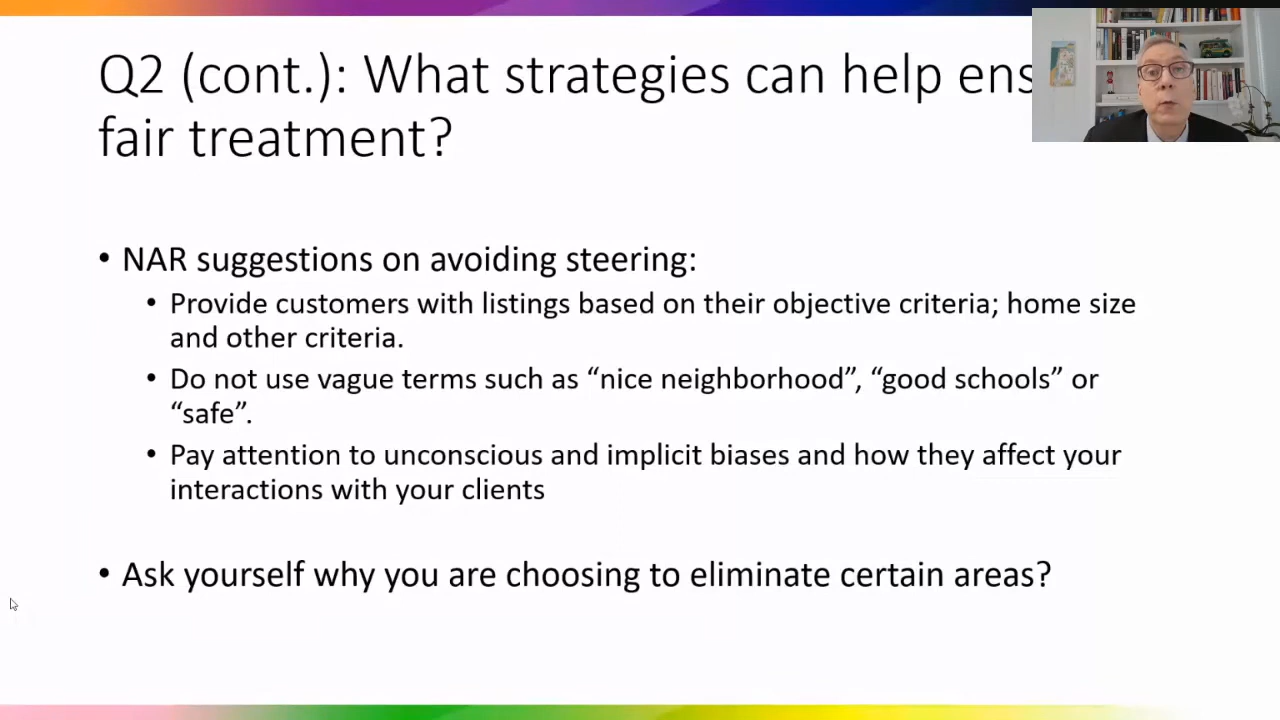 Q2 (cont.): What strategies can help ens
fair treatment?
• NAR suggestions on avoiding steering:
• Provide customers with listings based on their objective criteria; home size
and other criteria.
• Do not use vague terms such as “nice neighborhood”, “good schools” or
“safe”.
• Pay attention to unconscious and implicit biases and how they affect your
interactions with your clients
• Ask yourself why you are choosing to eliminate certain areas?